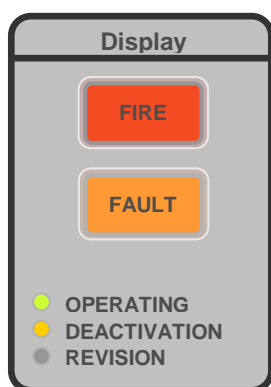 Display
FIRE
FAULT
OPERATING
DEACTIVATION
REVISION